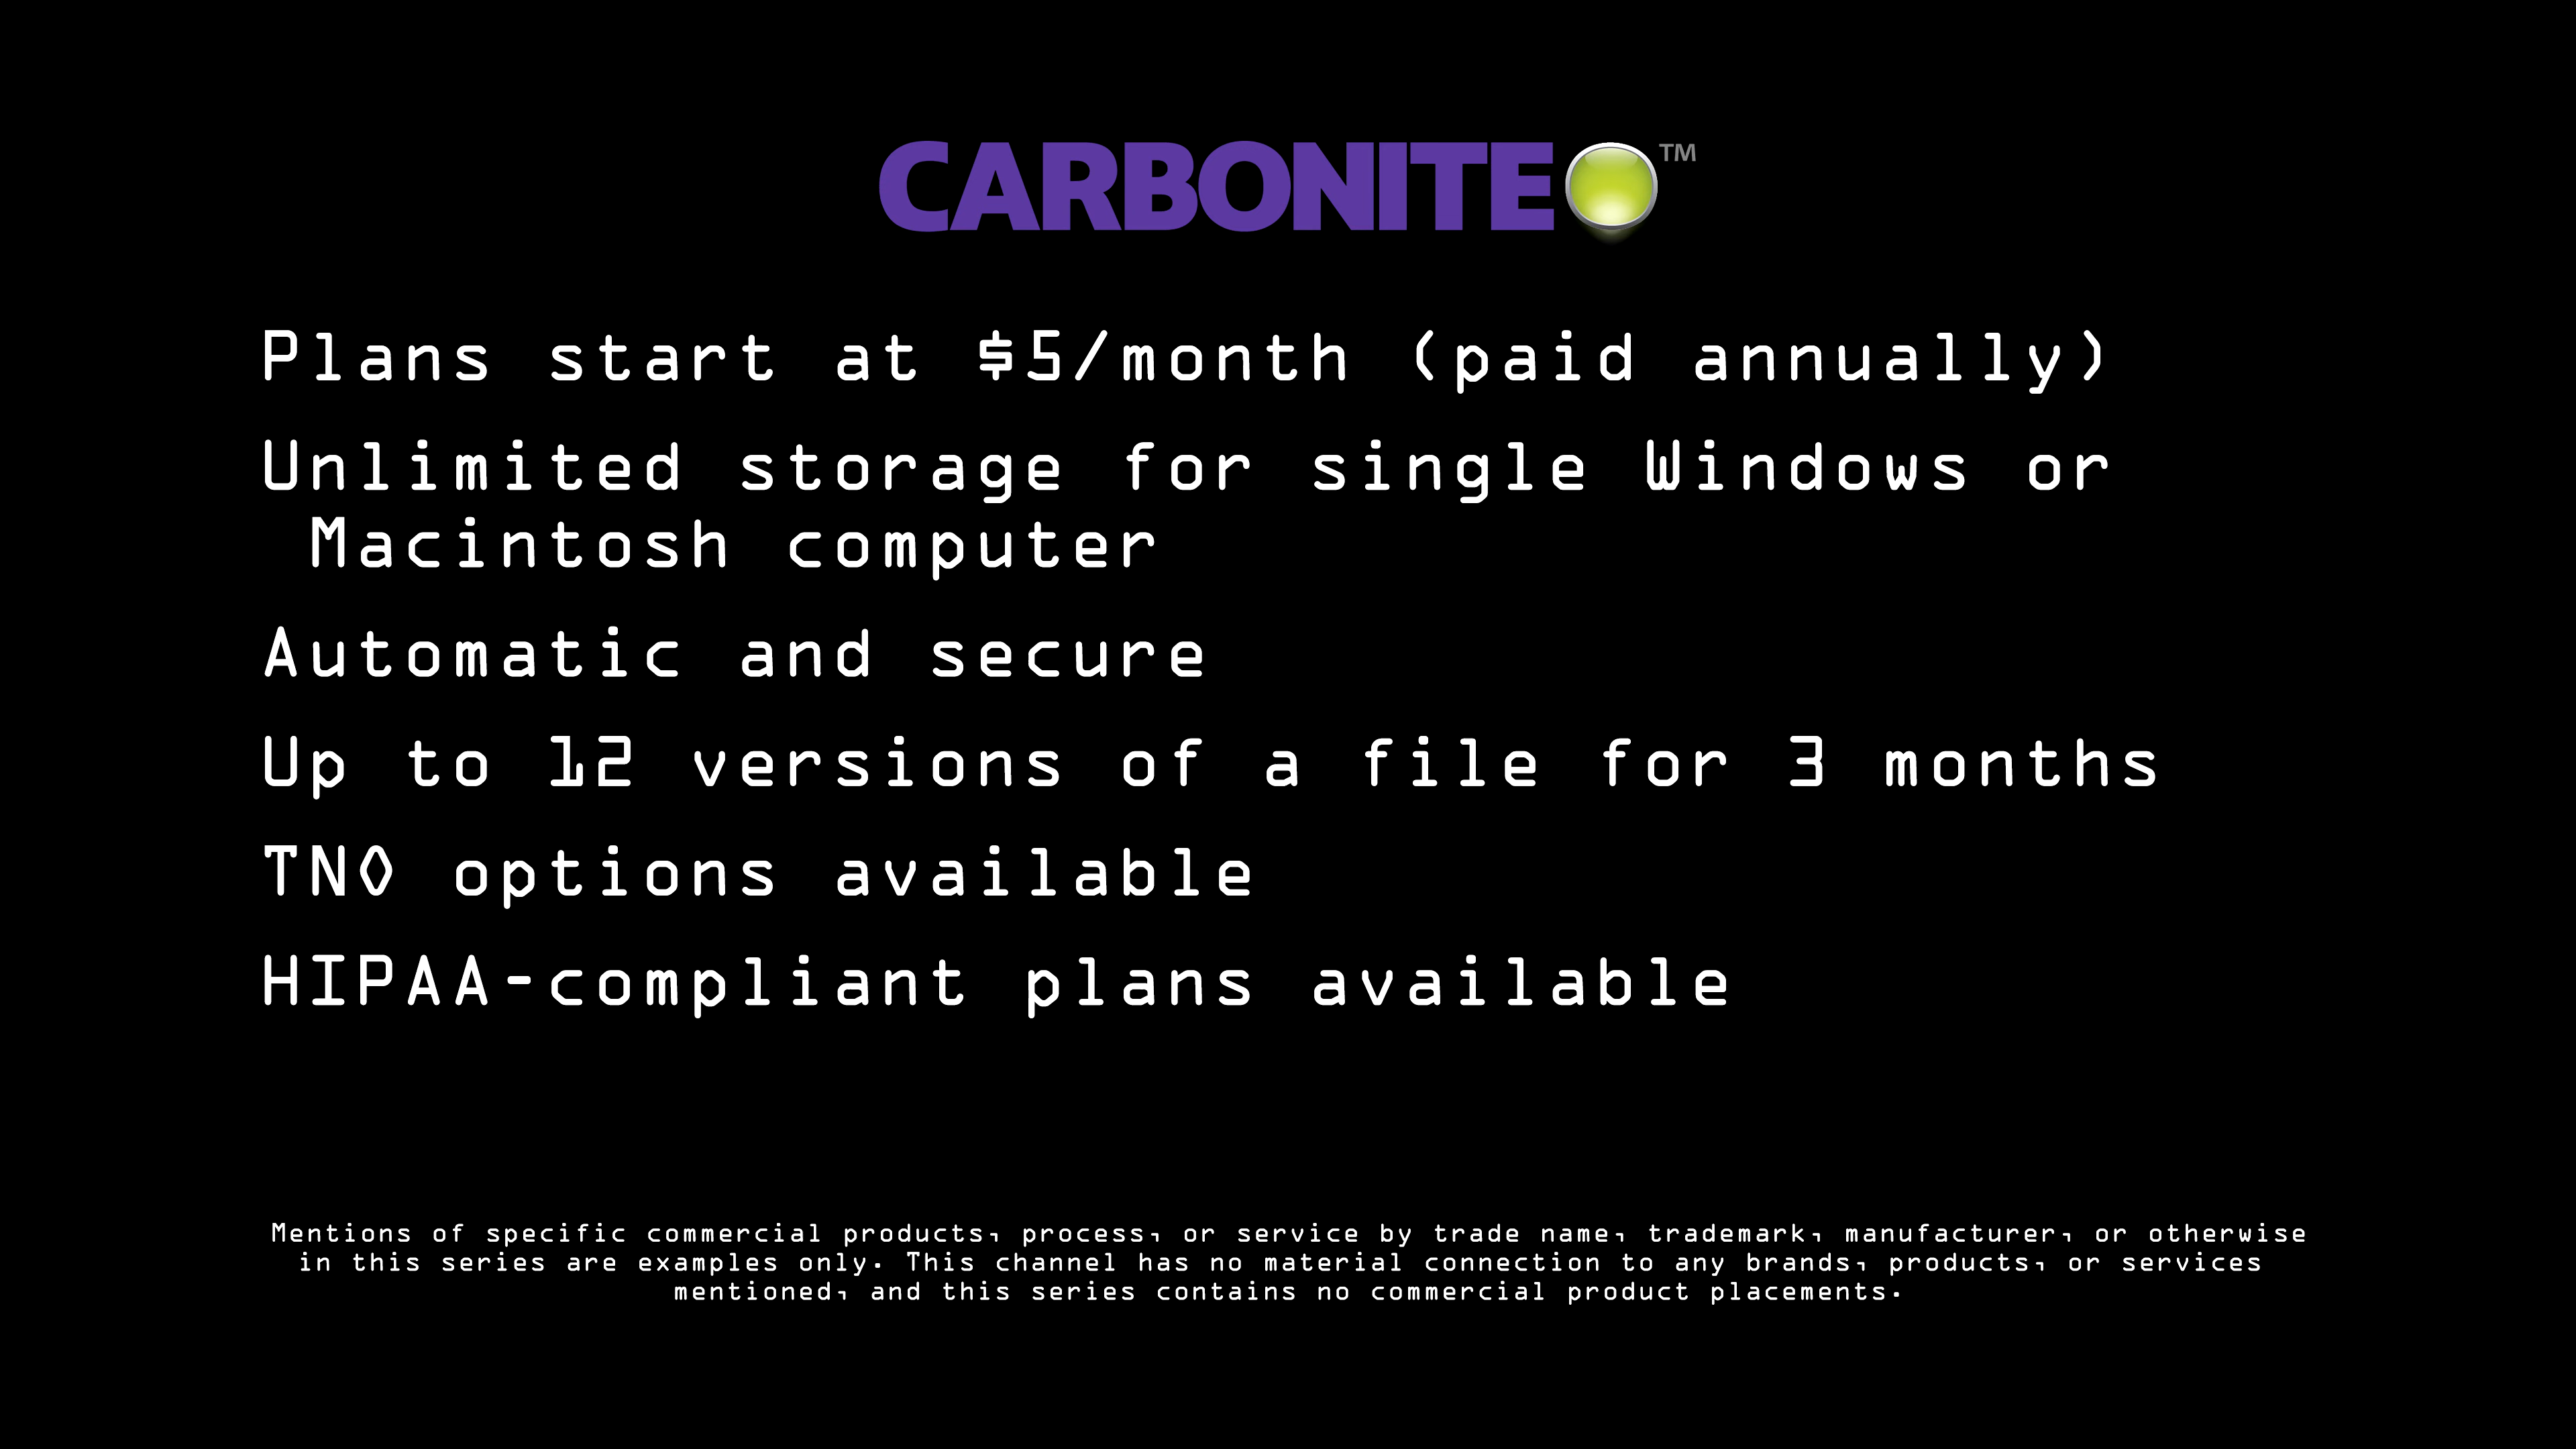 CARBONITE™
Plans start at $5/month (paid annually)
Unlimited storage for single Windows or
Macintosh computer
Automatic and secure
Up to 12 versions of a file for 3 months
TNO options available
HIPAA-compliant plans available
Mentions of specific commercial products, process, or service by trade name, trademark, manufacturer, or otherwise
in this series are examples only. This channel has no material connection to any brands, products, or services
mentioned, and this series contains no commercial product placements.